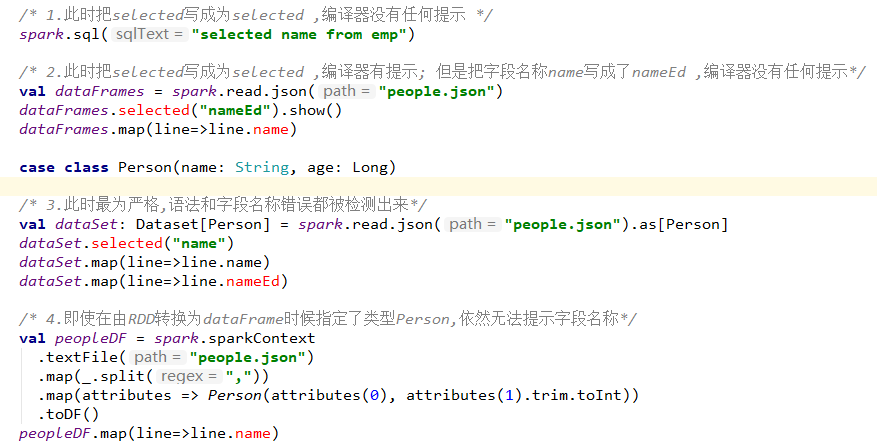 /* 1.此时把selected写成为selected ,编译器没有任何提示 */
spark.sql( sqlText = "selected name from emp")
/* 2.此时把selected写成为selected ,编译器有提示; 但是把字段名称name写成了nameEd ,编译器没有任何提示*/
val dataFrames = spark.read.json( path = "people.json")
dataFrames.selected("nameEd").show()
dataFrames.map(line=>line.name)
case class Person(name: String, age: Long)
/* 3.此时最为严格,语法和字段名称错误都被检测出来*/
val dataSet: Dataset[Person] = spark.read.json( path = "people.json").as[Person]
dataSet.selected("name")
dataSet.map(line=>line.name)
dataSet.map(line=>line.nameEd)
/* 4.即使在由RDD转换为dataFrame时候指定了类型Person,依然无法提示字段名称*/
val peopleDF = spark.sparkContext
.textFile( path = "people.json")
.map(_.split( regex = ","))
.map(attributes => Person(attributes(0), attributes(1).trim.toInt))
.toDF()
peopleDF.map(line=>line.name)